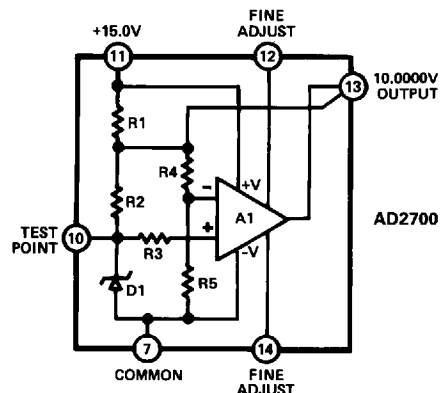 +15.0V
FINE
ADJUST
11
12
13
10.0000V
OUTPUT
R1
R4
+V
R2
–
A1
AD2700
TEST
POINT
10
+
R3
–V
D1
R5
7
14
COMMON
FINE
ADJUST